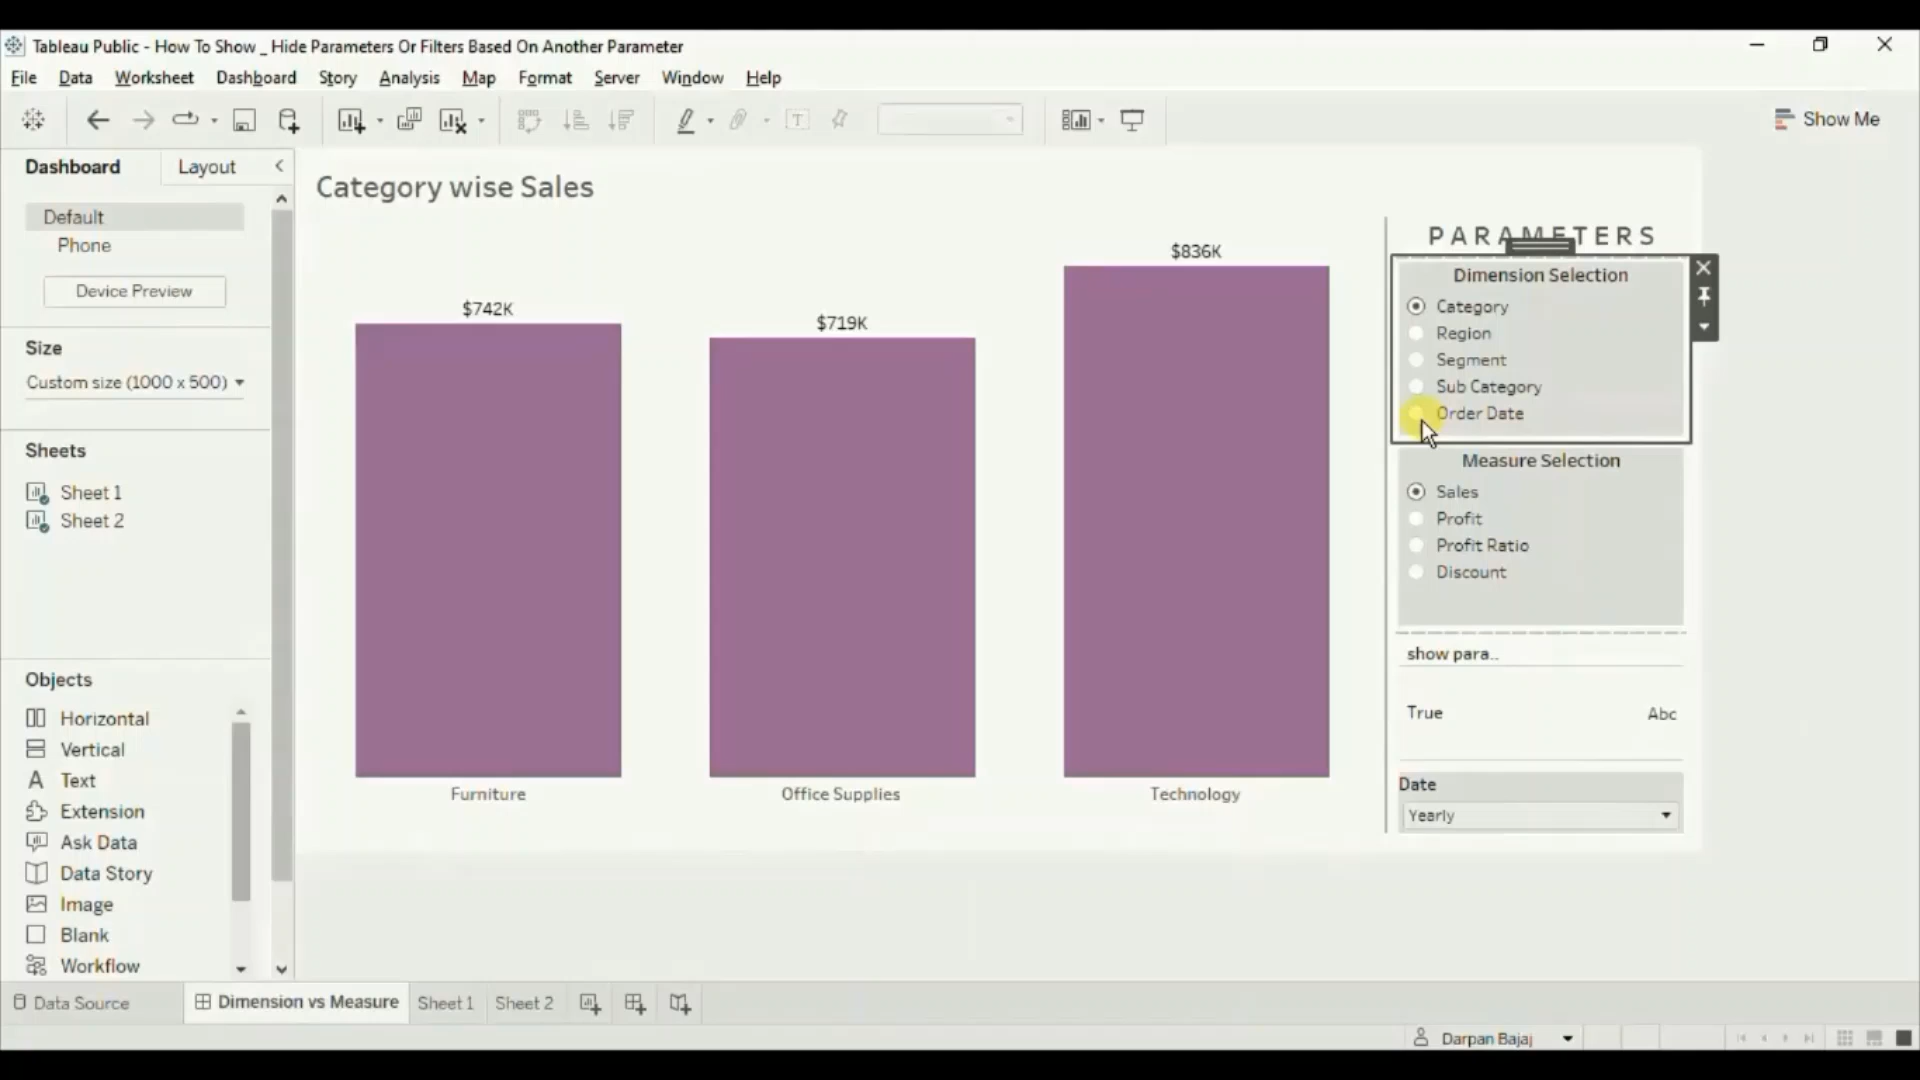 Tableau Public - How To Show _ Hide Parameters Or Filters Based On Another Parameter
File Data Worksheet Dashboard Story Analysis Map Format Server Window Help
Show Me
Dashboard Layout
Default
Phone
Device Preview
Size
Custom size (1000 x 500)
Sheets
Sheet 1
Sheet 2
Objects
Horizontal
Vertical
Text
Extension
Ask Data
Data Story
Image
Blank
Workflow
Category wise Sales
$742K
$719K
$836K
Furniture
Office Supplies
Technology
PARAMETERS
Dimension Selection
Category
Region
Segment
Sub Category
Order Date
Measure Selection
Sales
Profit
Profit Ratio
Discount
show para..
True Abc
Date
Yearly
Data Source Dimension vs Measure Sheet 1 Sheet 2
Darpan Bajaj